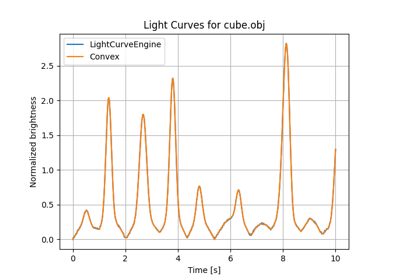 Light Curves for cube.obj
LightCurveEngine
Convex
Normalized brightness
2.5
2.0
1.5
1.0
0.5
0.0
0 2 4 6 8 10
Time [s]